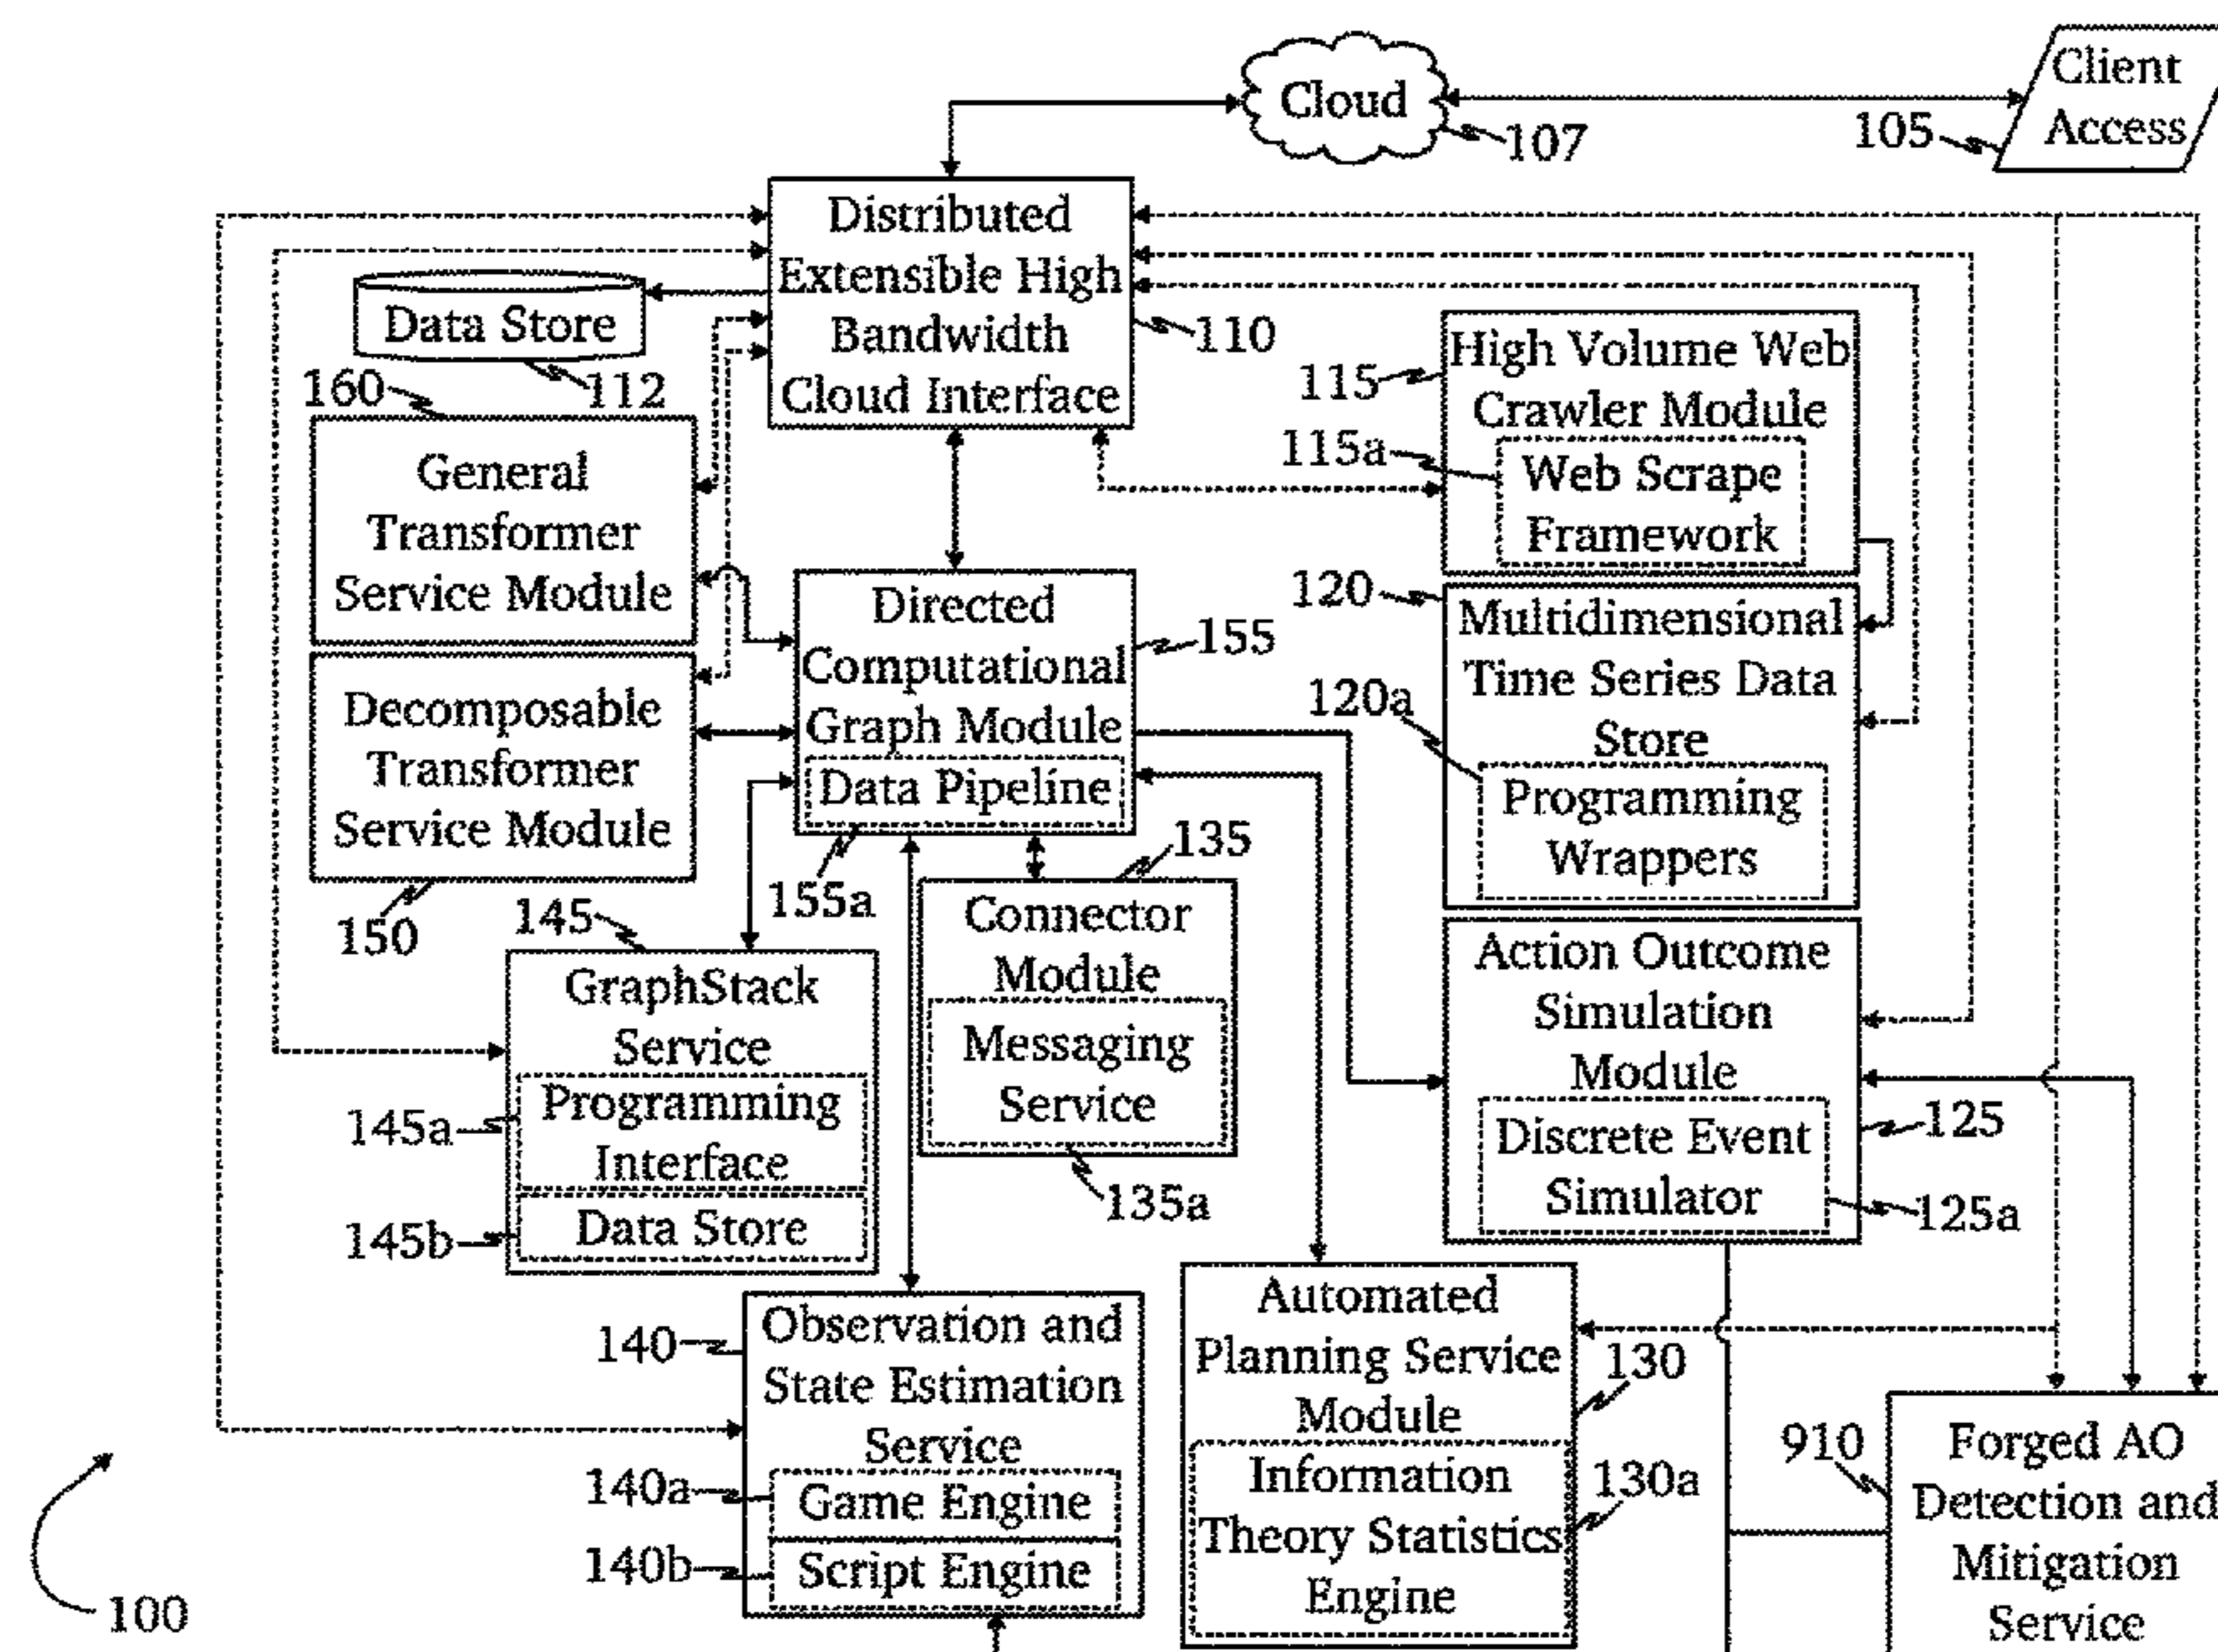 Cloud
107
Client
Access
105
Distributed
Extensible High
Bandwidth
Cloud Interface
110
Data Store
112
160
General
Transformer
Service Module
115
High Volume Web
Crawler Module
115a
Web Scrape
Framework
Directed
Computational
Graph Module
Data Pipeline
155
155a
120
Multidimensional
Time Series Data
Store
120a
Programming
Wrappers
Decomposable
Transformer
Service Module
150
135
Connector
Module
Messaging
Service
135a
145
GraphStack
Service
145a
Programming
Interface
145b
Data Store
Action Outcome
Simulation
Module
125
Discrete Event
Simulator
125a
140
Observation and
State Estimation
Service
140a
Game Engine
140b
Script Engine
Automated
Planning Service
Module
130
Information
Theory Statistics
Engine
130a
910
Forged AO
Detection and
Mitigation
Service
100